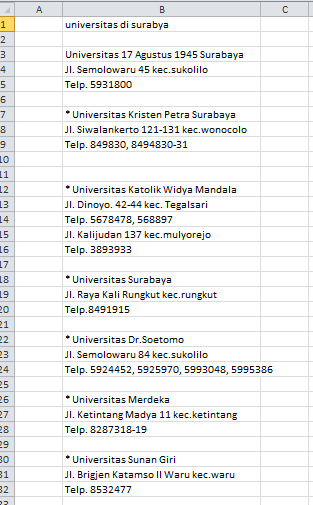 A B C
1 universitas di surabya
2
3 Universitas 17 Agustus 1945 Surabaya
4 Jl. Semolowaru 45 kec.sukolilo
5 Telp. 5931800
6
7 * Universitas Kristen Petra Surabaya
8 Jl. Siwalankerto 121-131 kec.wonocolo
9 Telp. 849830, 8494830-31
10
11
12 * Universitas Katolik Widya Mandala
13 Jl. Dinoyo. 42-44 kec. Tegalsari
14 Telp. 5678478, 568897
15 Jl. Kalijudan 137 kec.mulyorejo
16 Telp. 3893933
17
18 * Universitas Surabaya
19 Jl. Raya Kali Rungkut kec.rungkut
20 Telp.8491915
21
22 * Universitas Dr.Soetomo
23 Jl. Semolowaru 84 kec.sukolilo
24 Telp. 5924452, 5925970, 5993048, 5995386
25
26 * Universitas Merdeka
27 Jl. Ketintang Madya 11 kec.ketintang
28 Telp. 8287318-19
29
30 * Universitas Sunan Giri
31 Jl. Brigjen Katamso II Waru kec.waru
32 Telp. 8532477